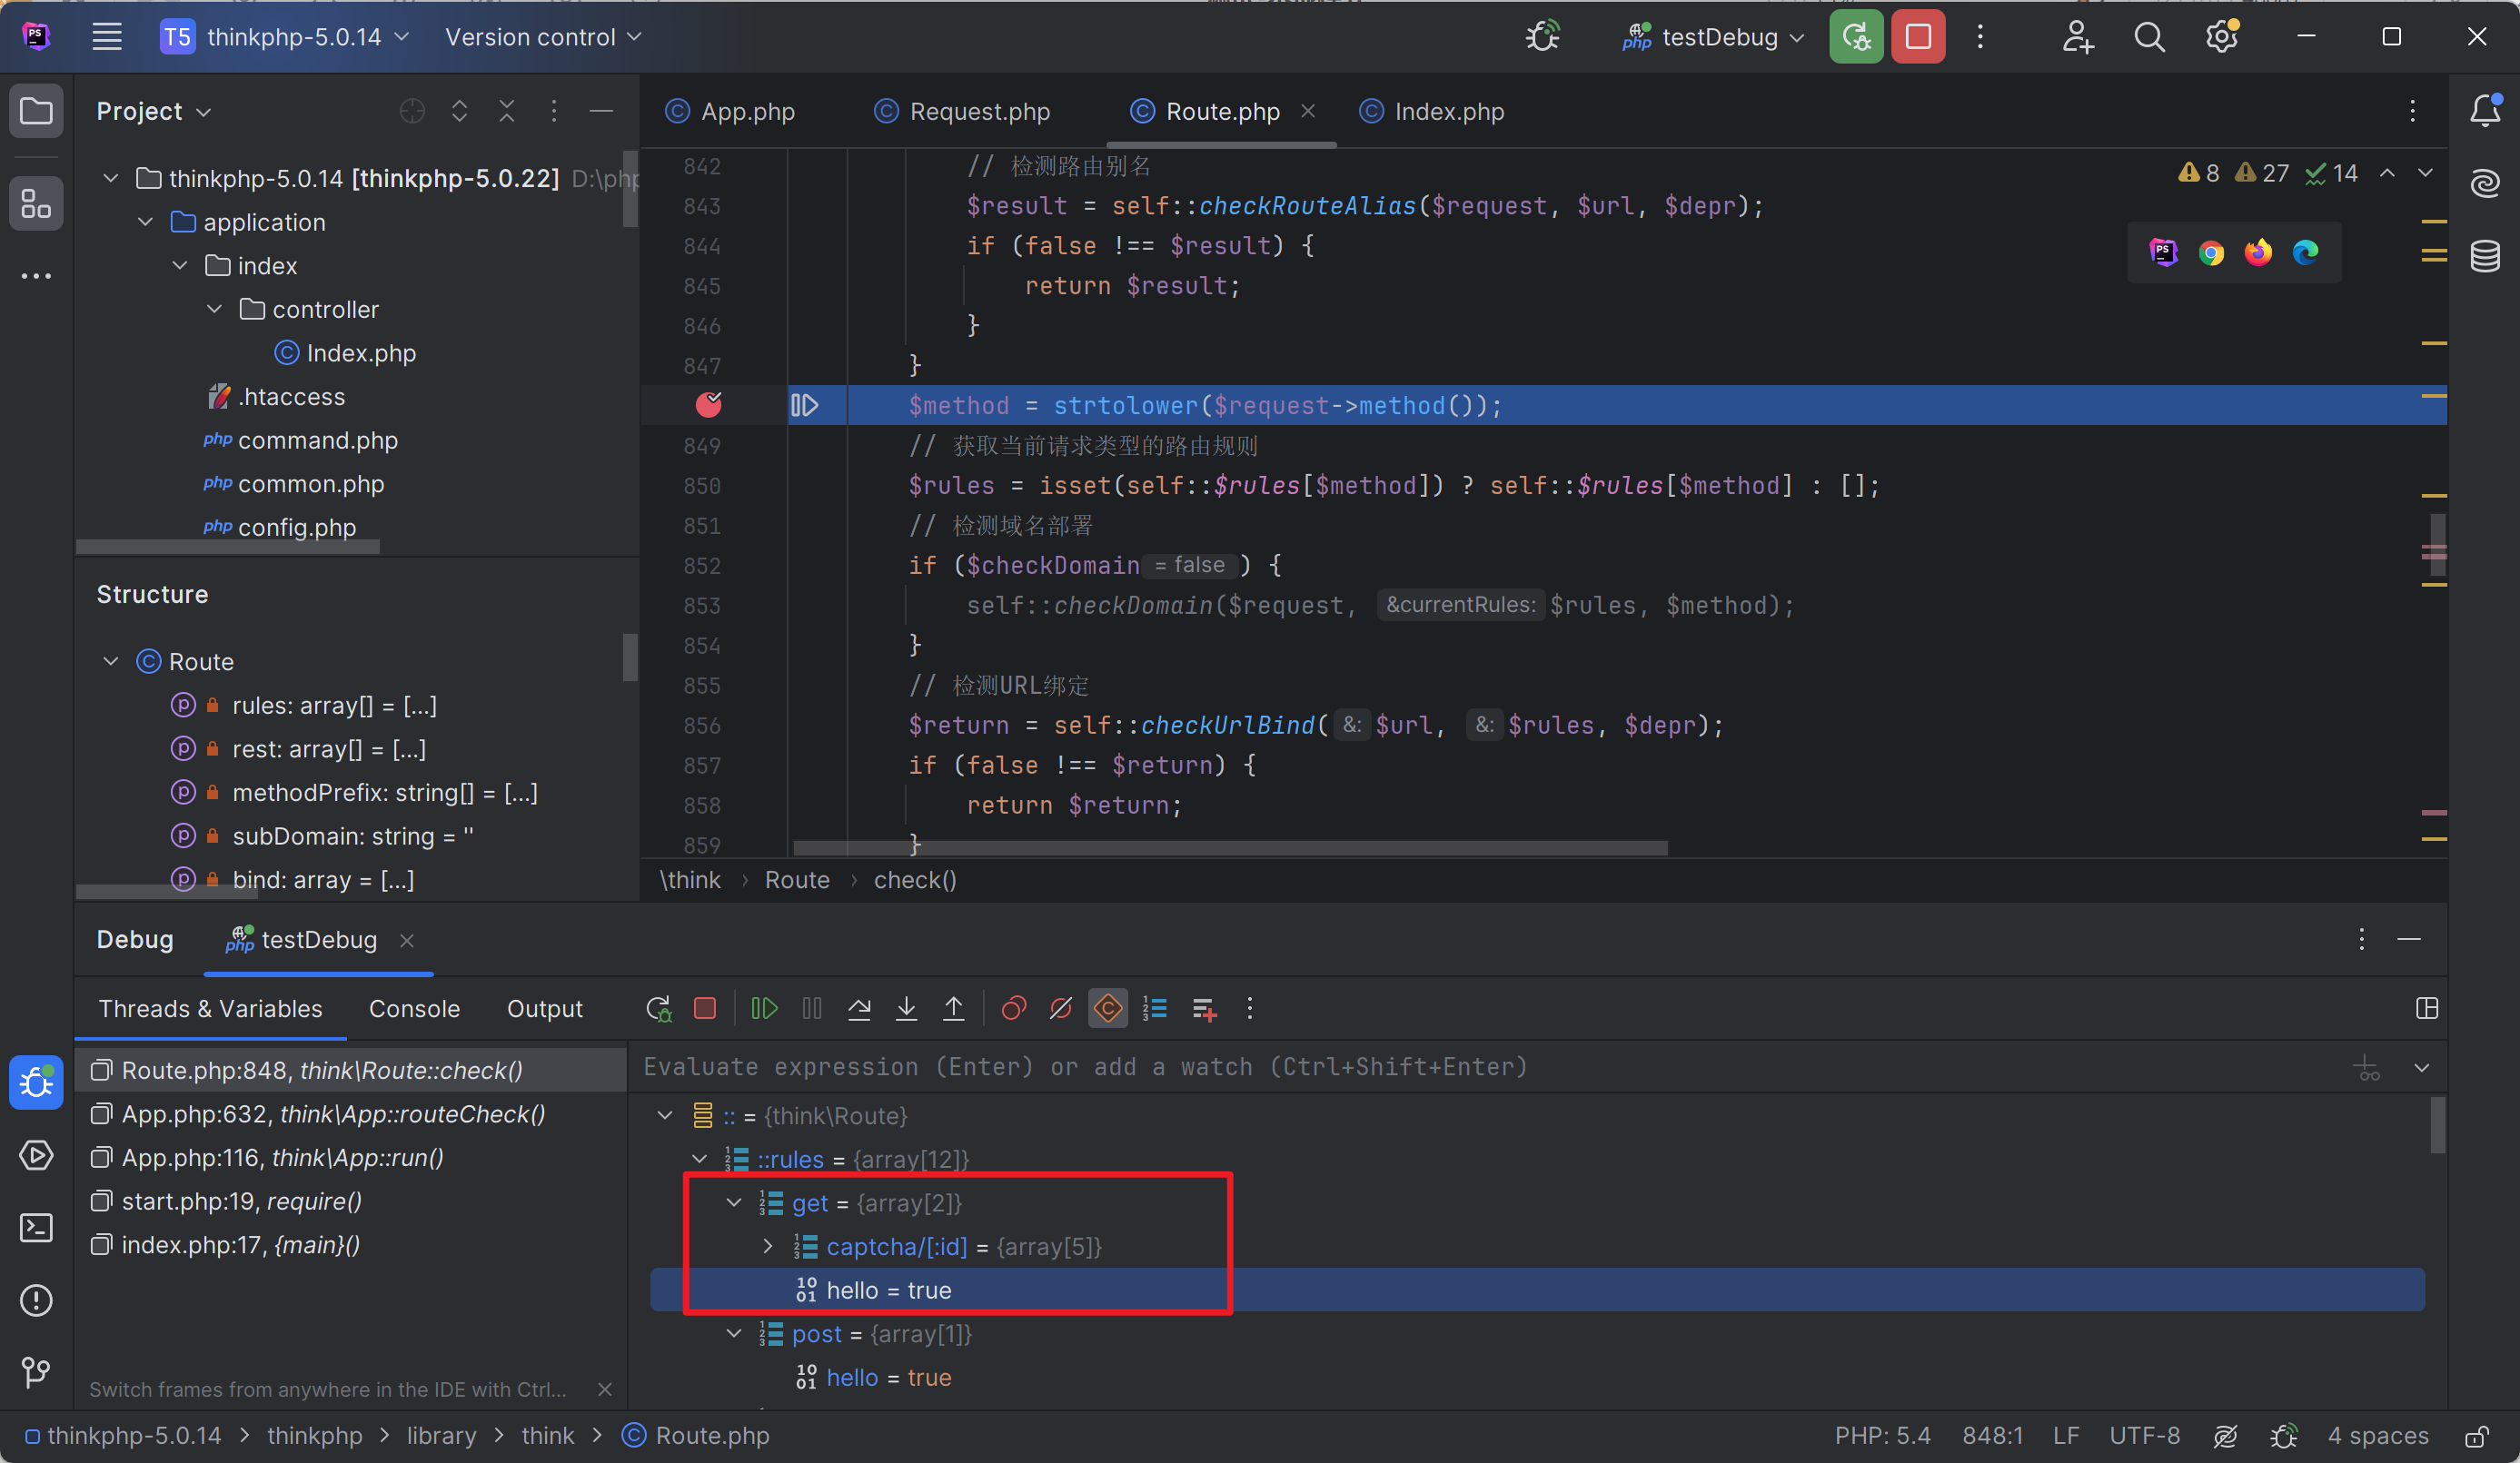 T5 thinkphp-5.0.14 Version control testDebug
Project
App.php Request.php Route.php Index.php
thinkphp-5.0.14 [thinkphp-5.0.22] D:\php
application
index
controller
Index.php
.htaccess
php command.php
php common.php
php config.php
8 27 14
842 // 检测路由别名
843 $result = self::checkRouteAlias($request, $url, $depr);
844 if (false !== $result) {
845 return $result;
846 }
847 }
$method = strtolower($request->method());
849 // 获取当前请求类型的路由规则
850 $rules = isset(self::$rules[$method]) ? self::$rules[$method] : [];
851 // 检测域名部署
852 if ($checkDomain = false ) {
853 self::checkDomain($request, &currentRules: $rules, $method);
854 }
855 // 检测URL绑定
856 $return = self::checkUrlBind( &: $url, &: $rules, $depr);
857 if (false !== $return) {
858 return $return;
859 }
\think › Route › check()
Structure
Route
rules: array[] = [...]
rest: array[] = [...]
methodPrefix: string[] = [...]
subDomain: string = ''
bind: array = [...]
Debug php testDebug
Threads & Variables Console Output
Route.php:848, think\Route::check()
App.php:632, think\App::routeCheck()
App.php:116, think\App::run()
start.php:19, require()
index.php:17, {main}()
Switch frames from anywhere in the IDE with Ctrl...
Evaluate expression (Enter) or add a watch (Ctrl+Shift+Enter)
:: = {think\Route}
::rules = {array[12]}
get = {array[2]}
captcha/[:id] = {array[5]}
hello = true
post = {array[1]}
hello = true
thinkphp-5.0.14 > thinkphp > library > think > Route.php
PHP: 5.4 848:1 LF UTF-8 4 spaces